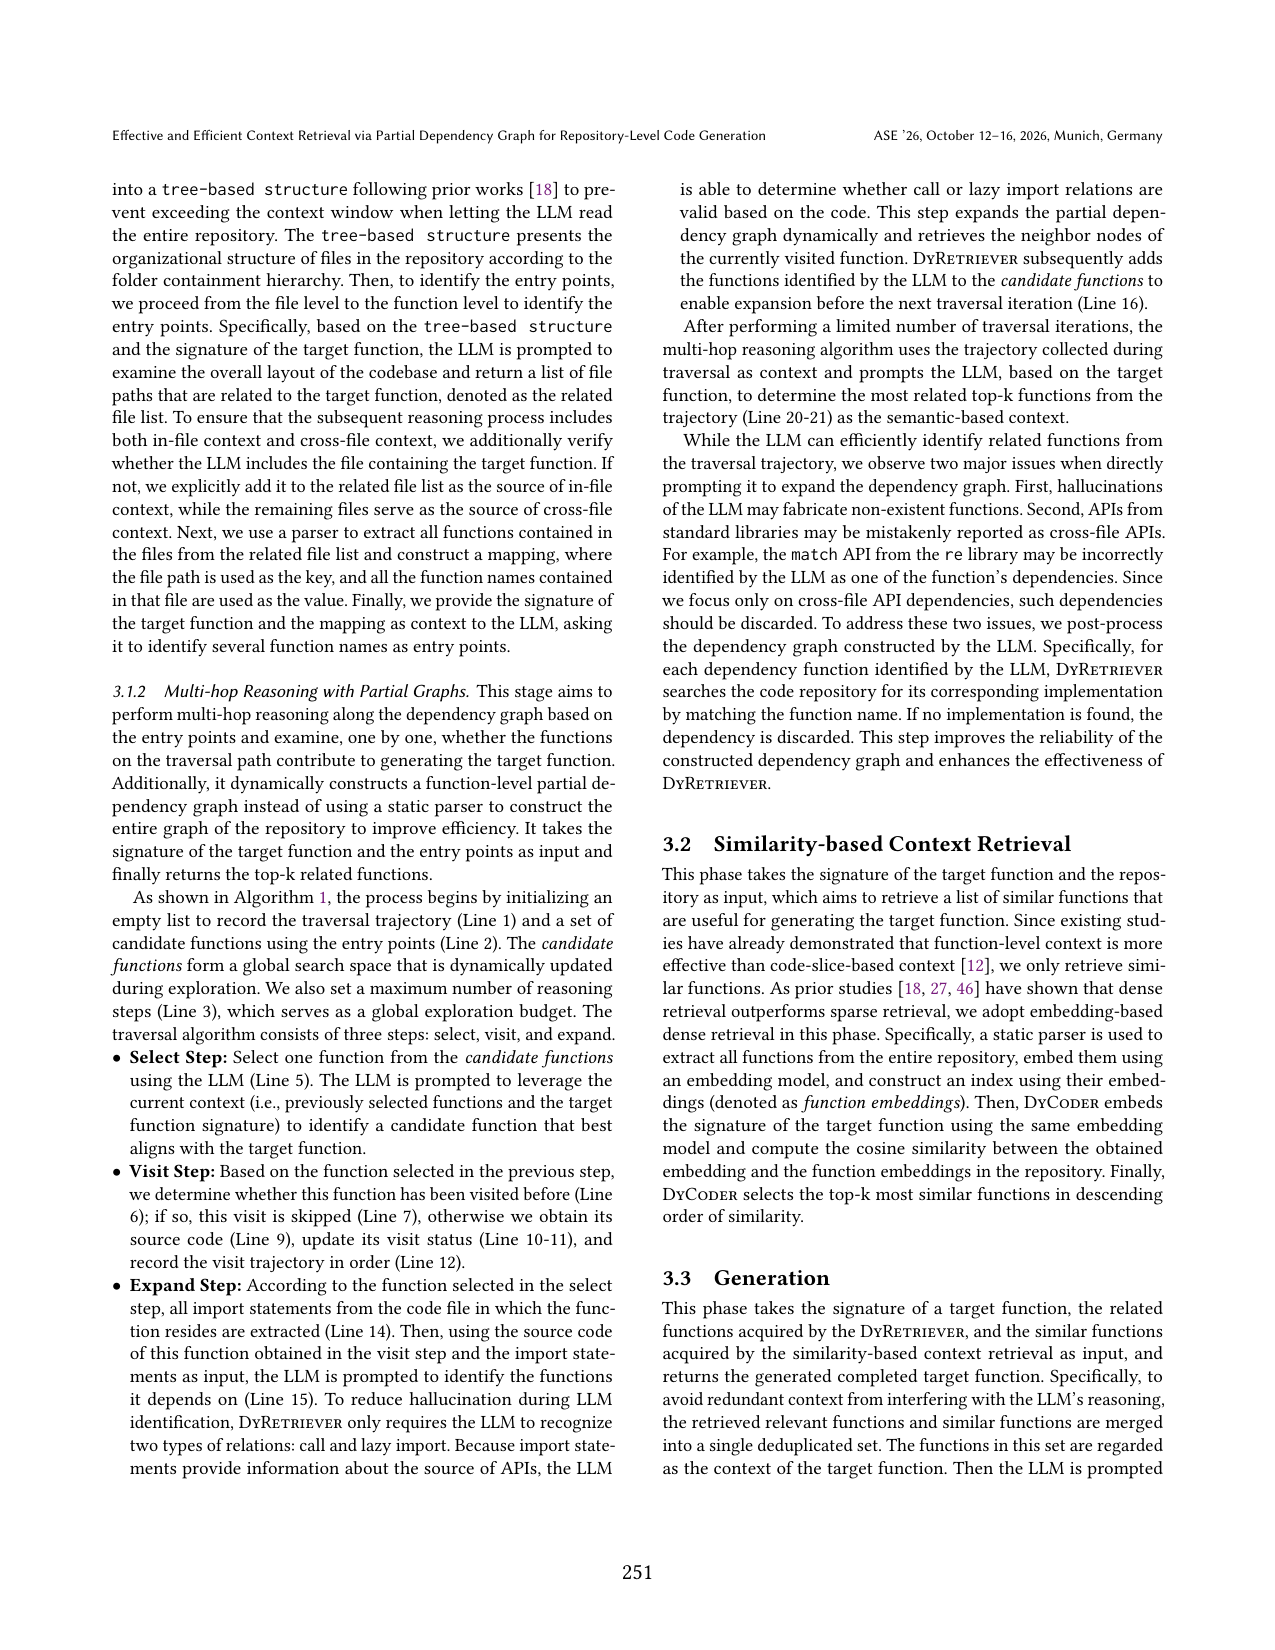 Effective and Efficient Context Retrieval via Partial Dependency Graph for Repository-Level Code Generation
ASE ’26, October 12–16, 2026, Munich, Germany
into a tree-based structure following prior works [18] to pre-
vent exceeding the context window when letting the LLM read
the entire repository. The tree-based structure presents the
organizational structure of files in the repository according to the
folder containment hierarchy. Then, to identify the entry points,
we proceed from the file level to the function level to identify the
entry points. Specifically, based on the tree-based structure
and the signature of the target function, the LLM is prompted to
examine the overall layout of the codebase and return a list of file
paths that are related to the target function, denoted as the related
file list. To ensure that the subsequent reasoning process includes
both in-file context and cross-file context, we additionally verify
whether the LLM includes the file containing the target function. If
not, we explicitly add it to the related file list as the source of in-file
context, while the remaining files serve as the source of cross-file
context. Next, we use a parser to extract all functions contained in
the files from the related file list and construct a mapping, where
the file path is used as the key, and all the function names contained
in that file are used as the value. Finally, we provide the signature of
the target function and the mapping as context to the LLM, asking
it to identify several function names as entry points.
3.1.2 Multi-hop Reasoning with Partial Graphs. This stage aims to
perform multi-hop reasoning along the dependency graph based on
the entry points and examine, one by one, whether the functions
on the traversal path contribute to generating the target function.
Additionally, it dynamically constructs a function-level partial de-
pendency graph instead of using a static parser to construct the
entire graph of the repository to improve efficiency. It takes the
signature of the target function and the entry points as input and
finally returns the top-k related functions.
As shown in Algorithm 1, the process begins by initializing an
empty list to record the traversal trajectory (Line 1) and a set of
candidate functions using the entry points (Line 2). The candidate
functions form a global search space that is dynamically updated
during exploration. We also set a maximum number of reasoning
steps (Line 3), which serves as a global exploration budget. The
traversal algorithm consists of three steps: select, visit, and expand.
• Select Step: Select one function from the candidate functions
using the LLM (Line 5). The LLM is prompted to leverage the
current context (i.e., previously selected functions and the target
function signature) to identify a candidate function that best
aligns with the target function.
• Visit Step: Based on the function selected in the previous step,
we determine whether this function has been visited before (Line
6); if so, this visit is skipped (Line 7), otherwise we obtain its
source code (Line 9), update its visit status (Line 10-11), and
record the visit trajectory in order (Line 12).
• Expand Step: According to the function selected in the select
step, all import statements from the code file in which the func-
tion resides are extracted (Line 14). Then, using the source code
of this function obtained in the visit step and the import state-
ments as input, the LLM is prompted to identify the functions
it depends on (Line 15). To reduce hallucination during LLM
identification, DyRetriever only requires the LLM to recognize
two types of relations: call and lazy import. Because import state-
ments provide information about the source of APIs, the LLM
is able to determine whether call or lazy import relations are
valid based on the code. This step expands the partial depen-
dency graph dynamically and retrieves the neighbor nodes of
the currently visited function. DyRetriever subsequently adds
the functions identified by the LLM to the candidate functions to
enable expansion before the next traversal iteration (Line 16).
After performing a limited number of traversal iterations, the
multi-hop reasoning algorithm uses the trajectory collected during
traversal as context and prompts the LLM, based on the target
function, to determine the most related top-k functions from the
trajectory (Line 20-21) as the semantic-based context.
While the LLM can efficiently identify related functions from
the traversal trajectory, we observe two major issues when directly
prompting it to expand the dependency graph. First, hallucinations
of the LLM may fabricate non-existent functions. Second, APIs from
standard libraries may be mistakenly reported as cross-file APIs.
For example, the match API from the re library may be incorrectly
identified by the LLM as one of the function’s dependencies. Since
we focus only on cross-file API dependencies, such dependencies
should be discarded. To address these two issues, we post-process
the dependency graph constructed by the LLM. Specifically, for
each dependency function identified by the LLM, DyRetriever
searches the code repository for its corresponding implementation
by matching the function name. If no implementation is found, the
dependency is discarded. This step improves the reliability of the
constructed dependency graph and enhances the effectiveness of
DyRetriever.
3.2 Similarity-based Context Retrieval
This phase takes the signature of the target function and the repos-
itory as input, which aims to retrieve a list of similar functions that
are useful for generating the target function. Since existing stud-
ies have already demonstrated that function-level context is more
effective than code-slice-based context [12], we only retrieve simi-
lar functions. As prior studies [18, 27, 46] have shown that dense
retrieval outperforms sparse retrieval, we adopt embedding-based
dense retrieval in this phase. Specifically, a static parser is used to
extract all functions from the entire repository, embed them using
an embedding model, and construct an index using their embed-
dings (denoted as function embeddings). Then, DyCoder embeds
the signature of the target function using the same embedding
model and compute the cosine similarity between the obtained
embedding and the function embeddings in the repository. Finally,
DyCoder selects the top-k most similar functions in descending
order of similarity.
3.3 Generation
This phase takes the signature of a target function, the related
functions acquired by the DyRetriever, and the similar functions
acquired by the similarity-based context retrieval as input, and
returns the generated completed target function. Specifically, to
avoid redundant context from interfering with the LLM’s reasoning,
the retrieved relevant functions and similar functions are merged
into a single deduplicated set. The functions in this set are regarded
as the context of the target function. Then the LLM is prompted
251